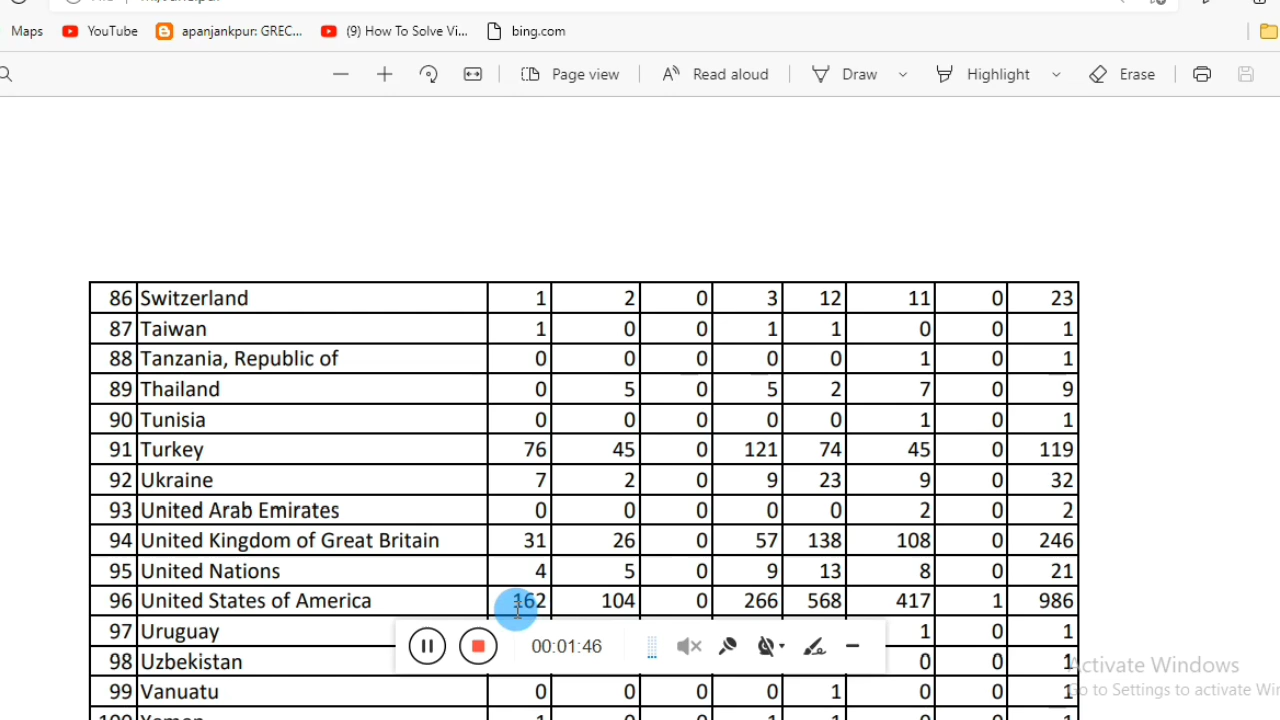 Maps YouTube apanjankpur: GREC... (9) How To Solve Vi... bing.com
Page view Read aloud Draw Highlight Erase
86 Switzerland 1 2 0 3 12 11 0 23
87 Taiwan 1 0 0 1 1 0 0 1
88 Tanzania, Republic of 0 0 0 0 0 1 0 1
89 Thailand 0 5 0 5 2 7 0 9
90 Tunisia 0 0 0 0 0 1 0 1
91 Turkey 76 45 0 121 74 45 0 119
92 Ukraine 7 2 0 9 23 9 0 32
93 United Arab Emirates 0 0 0 0 0 2 0 2
94 United Kingdom of Great Britain 31 26 0 57 138 108 0 246
95 United Nations 4 5 0 9 13 8 0 21
96 United States of America 162 104 0 266 568 417 1 986
97 Uruguay 1 0 1
00:01:46
98 Uzbekistan 0 0 1
Activate Windows
99 Vanuatu 0 0 0 0 1 0 0 1
Go to Settings to activate Win